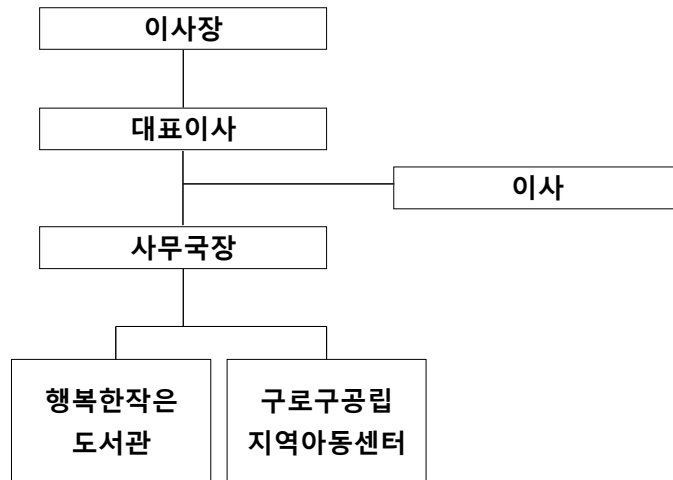 이사장
대표이사
이사
사무국장
행복한작은
도서관
구로구공립
지역아동센터